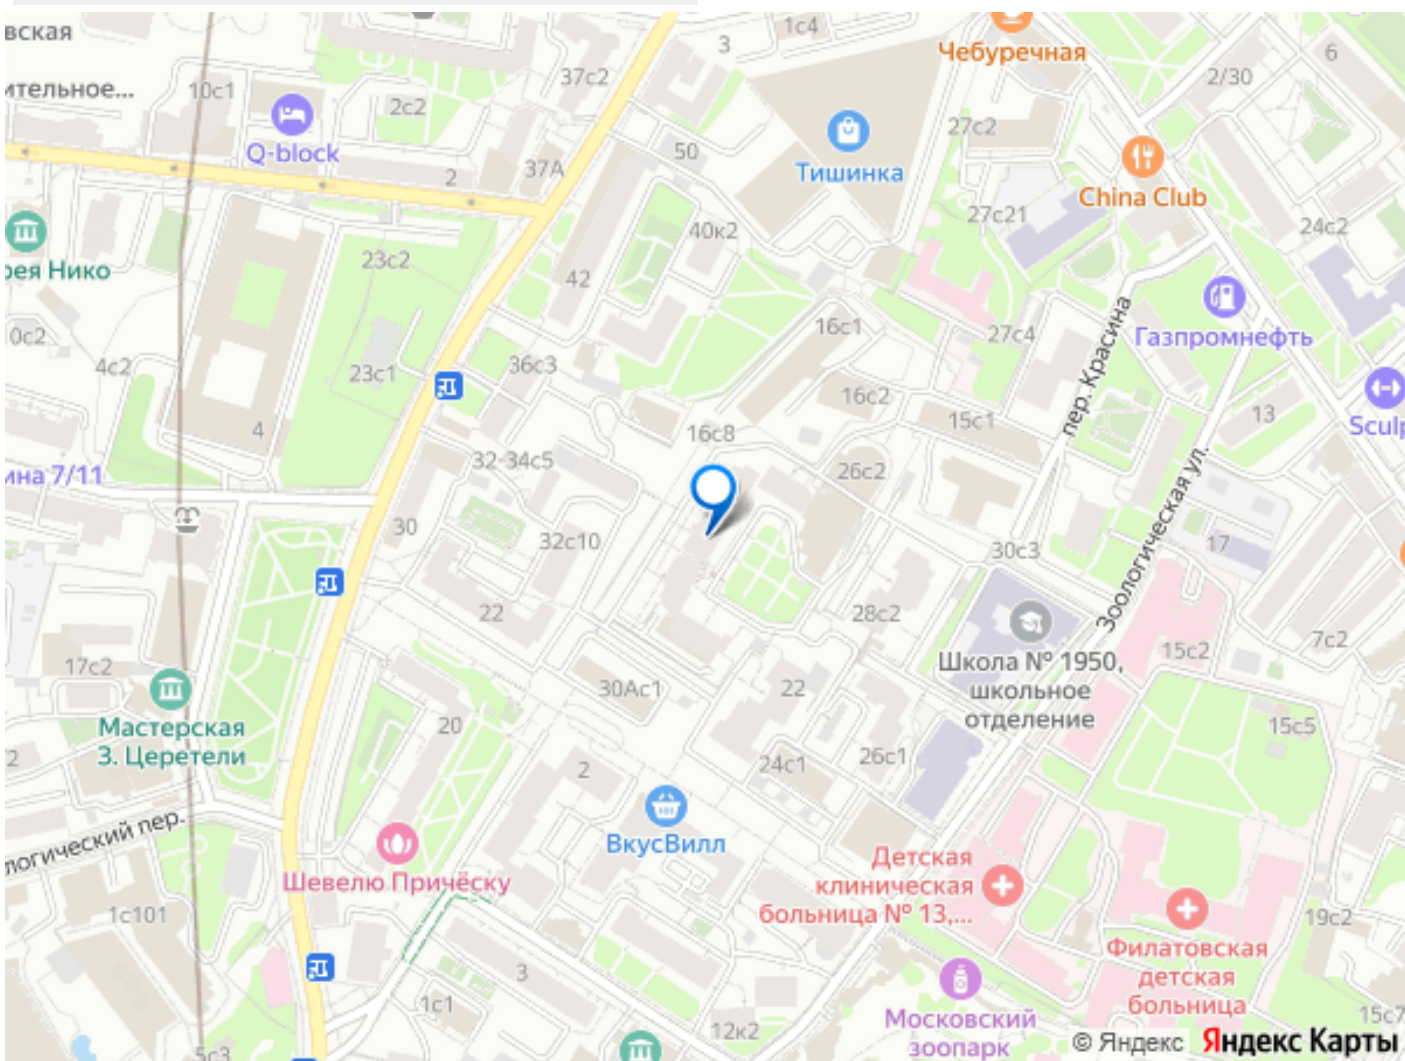 вская
1с4
3
Чебуречная
6
ительное...
37с2
2/30
10с1
2с2
Q-block
27с2
50
Тишинка
37А
2
China Club
27с21
24с2
40к2
рея Нико
23с2
42
пер. Красина
0с2
16с1
27с4
Газпромнефть
4с2
36с3
23с1
16с2
13
15с1
Sculp
4
16с8
32-34с5
26с2
ина 7/11
Зоологическая ул.
30
32с10
17
30с3
22
28с2
7с2
15с2
17с2
Школа № 1950,
школьное
отделение
30Ас1
22
Мастерская
З. Церетели
20
15с5
2
26с1
24с1
2
логический пер.
ВкусВилл
Детская
клиническая
больница № 13,...
Шевелю Причёску
1с101
19с2
Филатовская
детская
больница
3
1с1
15с7
Московский
зоопарк
12к2
5с3
© Яндекс Яндекс Карты